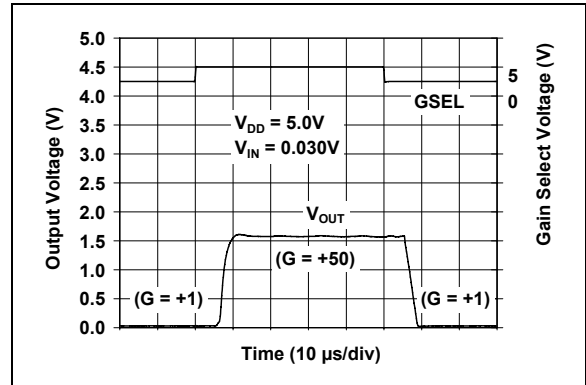 5.0
4.5
4.0
3.5
3.0
2.5
2.0
1.5
1.0
0.5
0.0
Output Voltage (V)
5
0
Gain Select Voltage (V)
GSEL
V_DD = 5.0V
V_IN = 0.030V
V_OUT
(G = +50)
(G = +1)
(G = +1)
Time (10 µs/div)